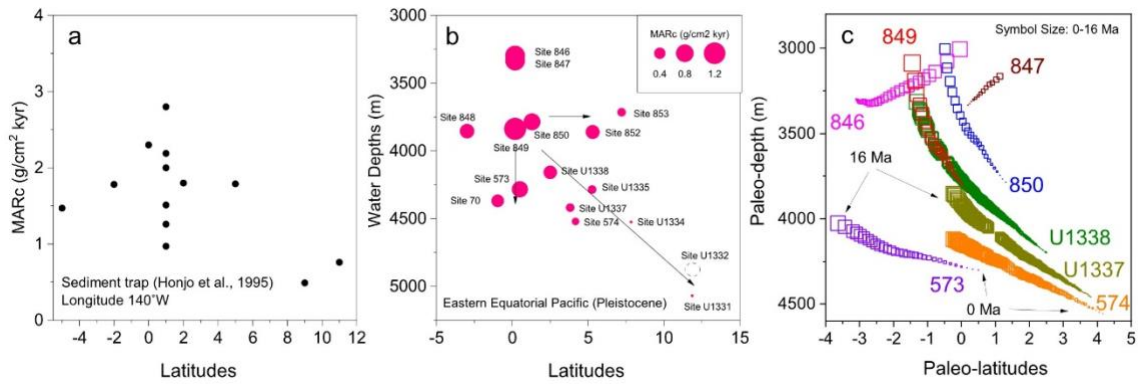 a
4
3
2
1
0
MARc (g/cm² kyr)
Sediment trap (Honjo et al., 1995)
Longitude 140˚W
-4 -2 0 2 4 6 8 10 12
Latitudes
b
3000
3500
4000
4500
5000
Water Depths (m)
MARc (g/cm2 kyr)
0.4 0.8 1.2
Site 846
Site 847
Site 848
Site 853
Site 850
Site 852
Site 849
Site U1338
Site 573
Site U1335
Site 70
Site U1337
Site 574
Site U1334
Site U1332
Site U1331
Eastern Equatorial Pacific (Pleistocene)
-5 0 5 10 15
Latitudes
c
Symbol Size: 0-16 Ma
3000
3500
4000
4500
Paleo-depth (m)
849
847
846
16 Ma
850
U1338
U1337
573
574
0 Ma
-4 -3 -2 -1 0 1 2 3 4 5
Paleo-latitudes